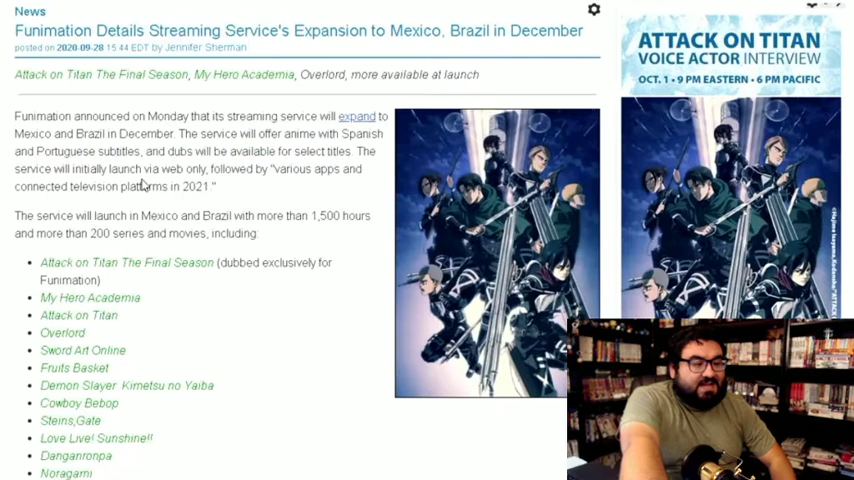 News
Funimation Details Streaming Service's Expansion to Mexico, Brazil in December
posted on 2020-09-28 15:44 EDT by Jennifer Sherman
Attack on Titan The Final Season, My Hero Academia, Overlord, more available at launch
Funimation announced on Monday that its streaming service will expand to
Mexico and Brazil in December. The service will offer anime with Spanish
and Portuguese subtitles, and dubs will be available for select titles. The
service will initially launch via web only, followed by "various apps and
connected television platforms in 2021."
The service will launch in Mexico and Brazil with more than 1,500 hours
and more than 200 series and movies, including:
Attack on Titan The Final Season (dubbed exclusively for
Funimation)
My Hero Academia
Attack on Titan
Overlord
Sword Art Online
Fruits Basket
Demon Slayer Kimetsu no Yaiba
Cowboy Bebop
Steins,Gate
Love Live! Sunshine!!
Danganronpa
Noragami
ATTACK ON TITAN
VOICE ACTOR INTERVIEW
OCT. 1 • 9 PM EASTERN • 6 PM PACIFIC